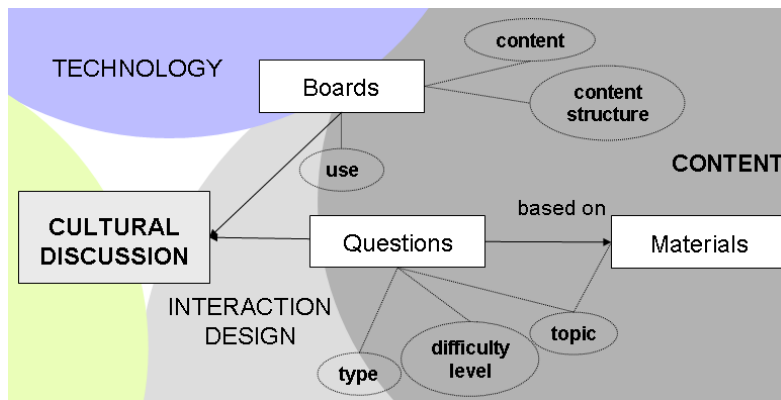 content
TECHNOLOGY
Boards
content
structure
use
CONTENT
CULTURAL
DISCUSSION
based on
Questions
Materials
INTERACTION
DESIGN
topic
difficulty
level
type